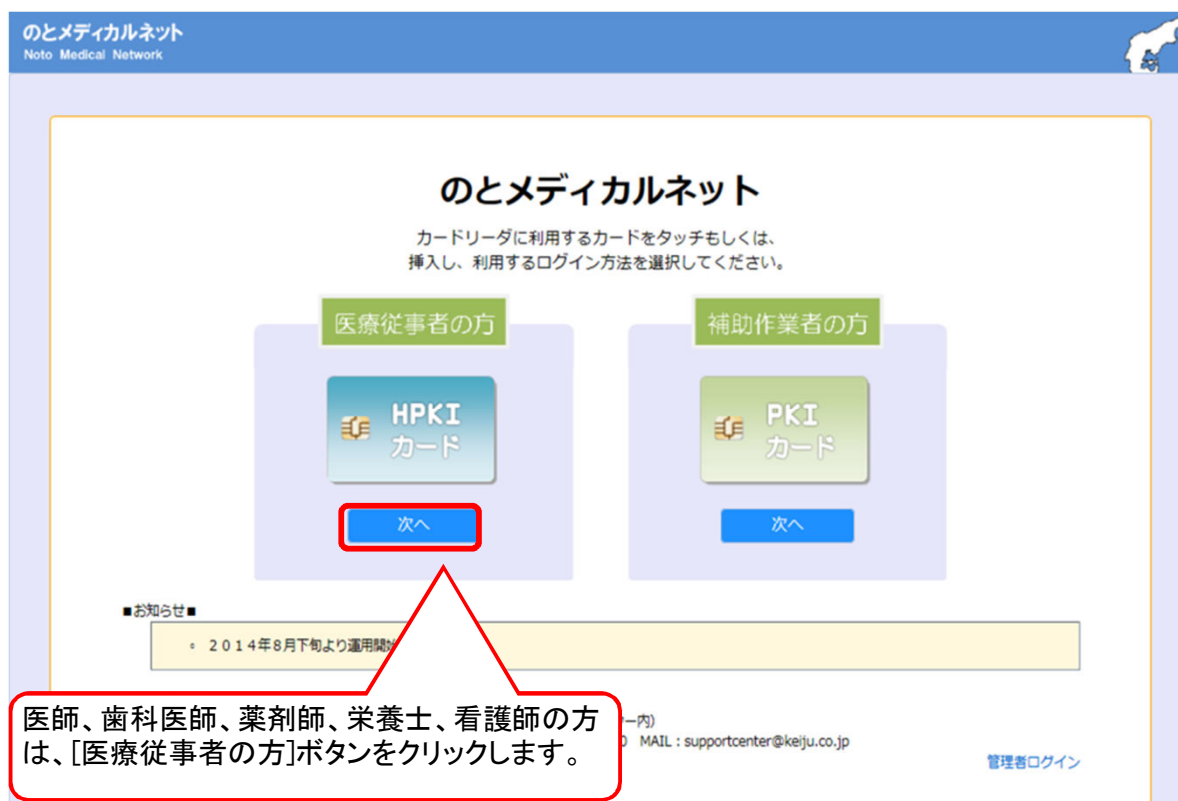 のとメディカルネット
Noto Medical Network
のとメディカルネット
カードリーダに利用するカードをタッチもしくは、
挿入し、利用するログイン方法を選択してください。
医療従事者の方
HPKI
カード
次へ
補助作業者の方
PKI
カード
次へ
■お知らせ■
◦ ２０１４年８月下旬より運用開始
医師、歯科医師、薬剤師、栄養士、看護師の方
は、[医療従事者の方]ボタンをクリックします。
ー内)
0 MAIL : supportcenter@keiju.co.jp
管理者ログイン